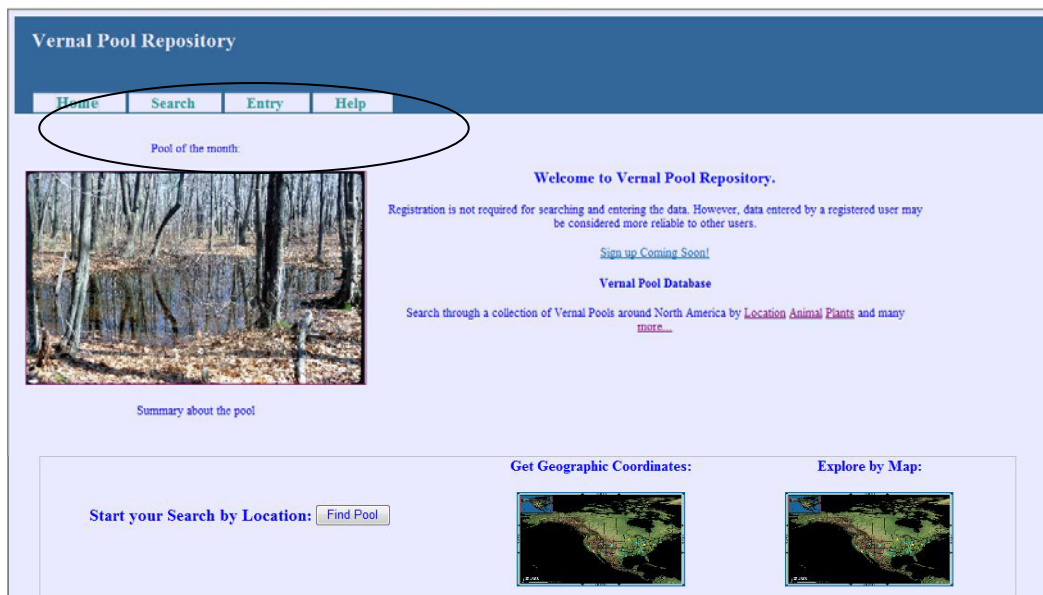 Vernal Pool Repository
Home Search Entry Help
Pool of the month:
Welcome to Vernal Pool Repository.
Registration is not required for searching and entering the data. However, data entered by a registered user may
be considered more reliable to other users.
Sign up Coming Soon!
Vernal Pool Database
Search through a collection of Vernal Pools around North America by Location Animal Plants and many
more...
Summary about the pool
Get Geographic Coordinates:
Explore by Map:
Start your Search by Location: Find Pool